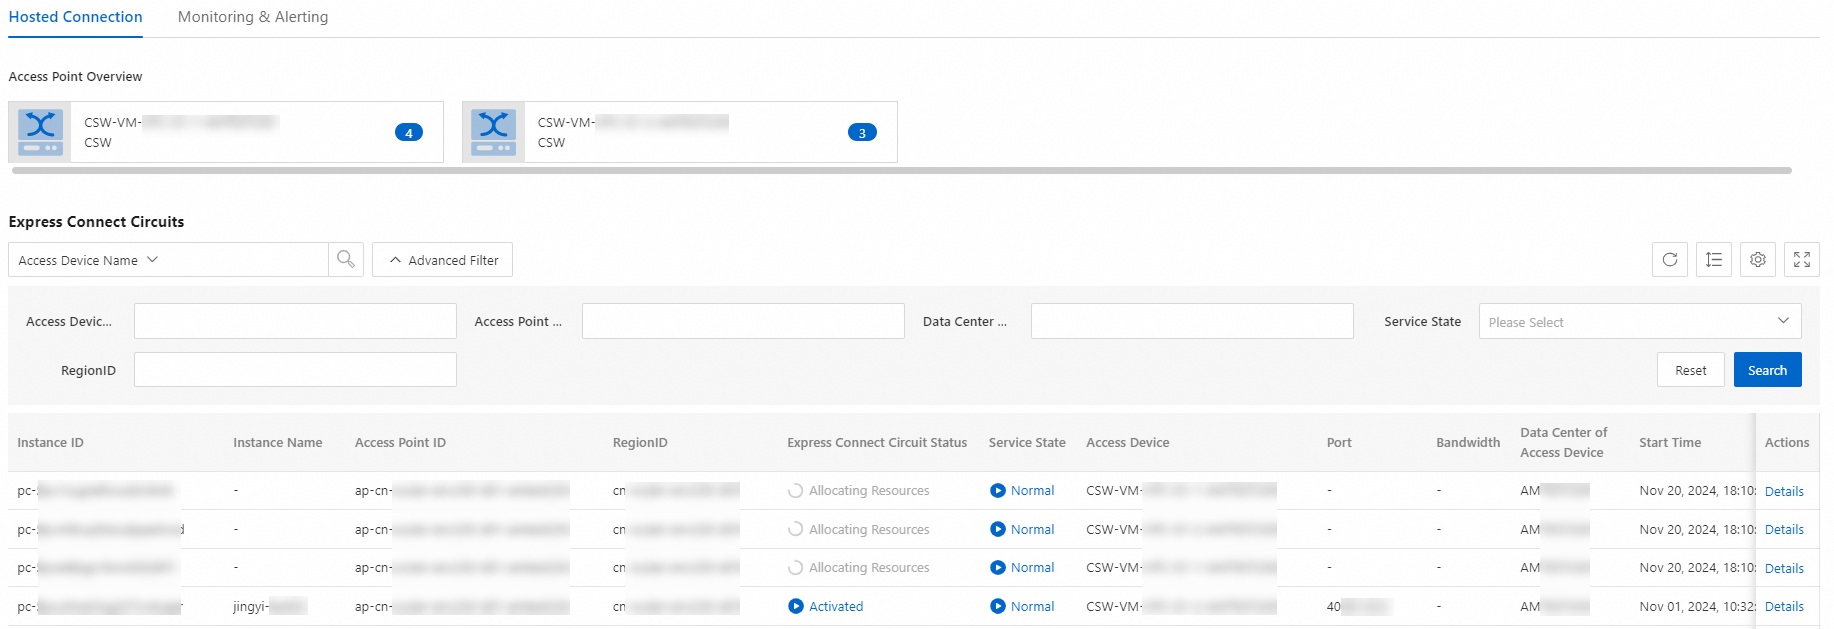 Hosted Connection Monitoring & Alerting
Access Point Overview
CSW-VM-
CSW
4
CSW-VM-
CSW
3
Express Connect Circuits
Access Device Name
Advanced Filter
Access Devic...
Access Point ...
Data Center ...
Service State Please Select
RegionID
Reset Search
Instance ID Instance Name Access Point ID RegionID Express Connect Circuit Status Service State Access Device Port Bandwidth Data Center of Access Device Start Time Actions
pc- - ap-cn- cn Allocating Resources Normal CSW-VM- - - AM Nov 20, 2024, 18:10: Details
pc- - ap-cn- cn Allocating Resources Normal CSW-VM- - - AM Nov 20, 2024, 18:10: Details
pc- - ap-cn- cn Allocating Resources Normal CSW-VM- - - AM Nov 20, 2024, 18:10: Details
pc- jingyi- ap-cn- cn Activated Normal CSW-VM- 40 - AM Nov 01, 2024, 10:32: Details